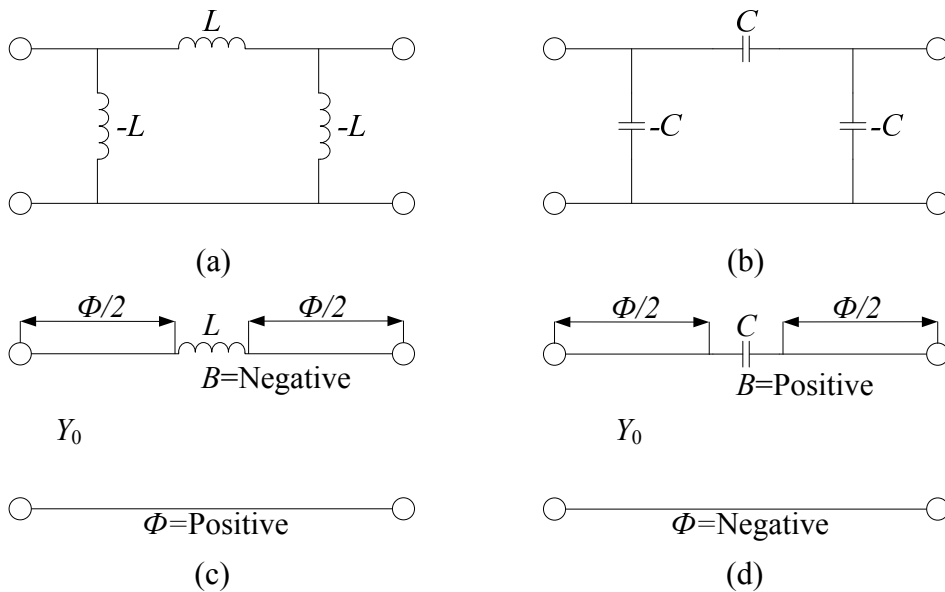 L
-L
-L
(a)
C
-C
-C
(b)
Φ/2
Φ/2
L
B=Negative
Y0
Φ=Positive
(c)
Φ/2
Φ/2
C
B=Positive
Y0
Φ=Negative
(d)